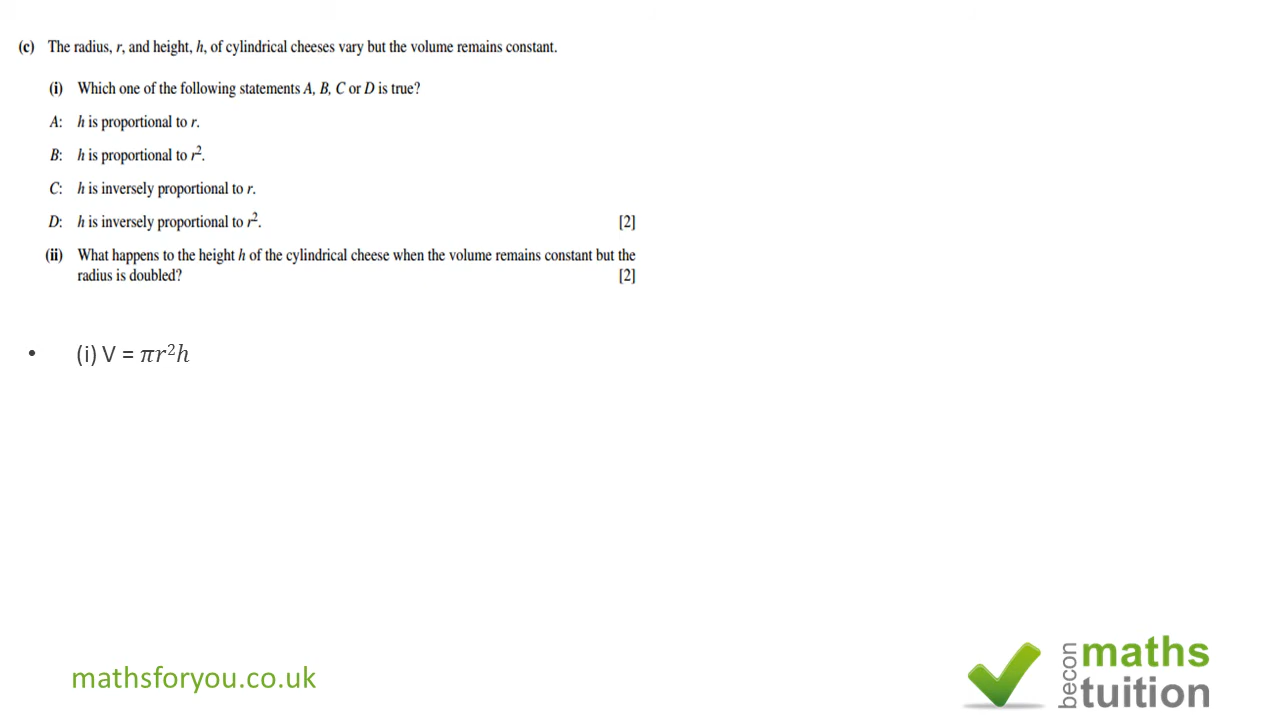 (c) The radius, r, and height, h, of cylindrical cheeses vary but the volume remains constant.
(i) Which one of the following statements A, B, C or D is true?
A: h is proportional to r.
B: h is proportional to r².
C: h is inversely proportional to r.
D: h is inversely proportional to r². [2]
(ii) What happens to the height h of the cylindrical cheese when the volume remains constant but the
radius is doubled? [2]
• (i) V = πr²h
mathsforyou.co.uk
becon
maths
tuition